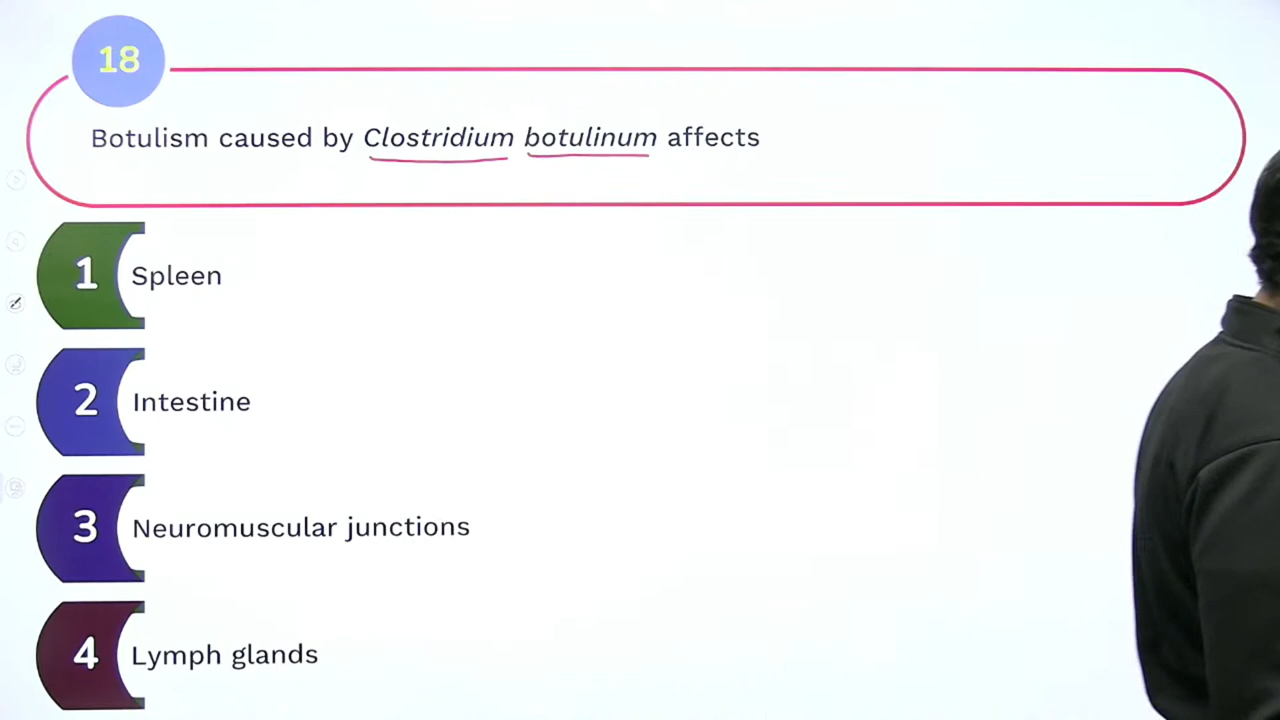 18
Botulism caused by Clostridium botulinum affects
1 Spleen
2 Intestine
3 Neuromuscular junctions
4 Lymph glands